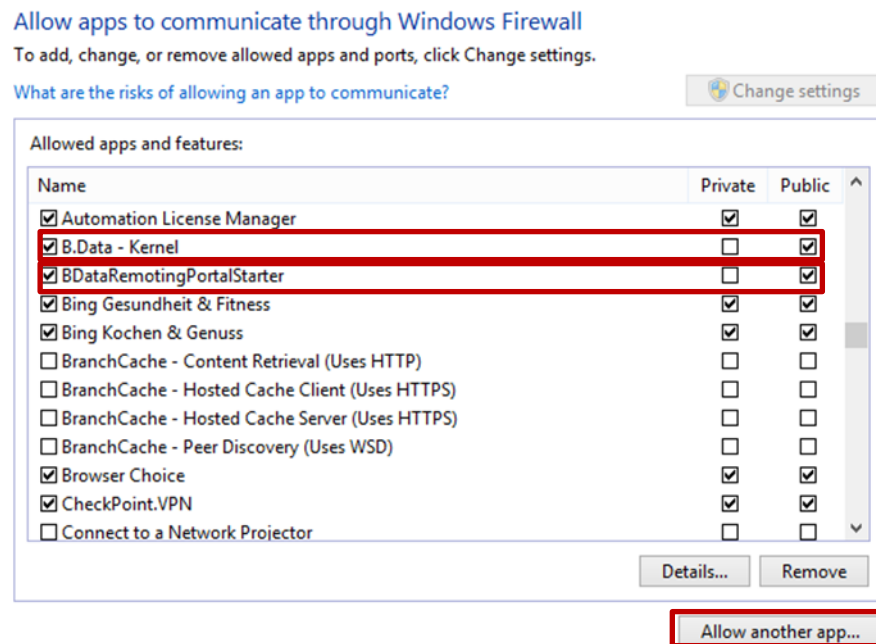 Allow apps to communicate through Windows Firewall
To add, change, or remove allowed apps and ports, click Change settings.
What are the risks of allowing an app to communicate?
Change settings
Allowed apps and features:
Name Private Public
Automation License Manager
B.Data - Kernel
BDataRemotingPortalStarter
Bing Gesundheit & Fitness
Bing Kochen & Genuss
BranchCache - Content Retrieval (Uses HTTP)
BranchCache - Hosted Cache Client (Uses HTTPS)
BranchCache - Hosted Cache Server (Uses HTTPS)
BranchCache - Peer Discovery (Uses WSD)
Browser Choice
CheckPoint.VPN
Connect to a Network Projector
Details... Remove
Allow another app...